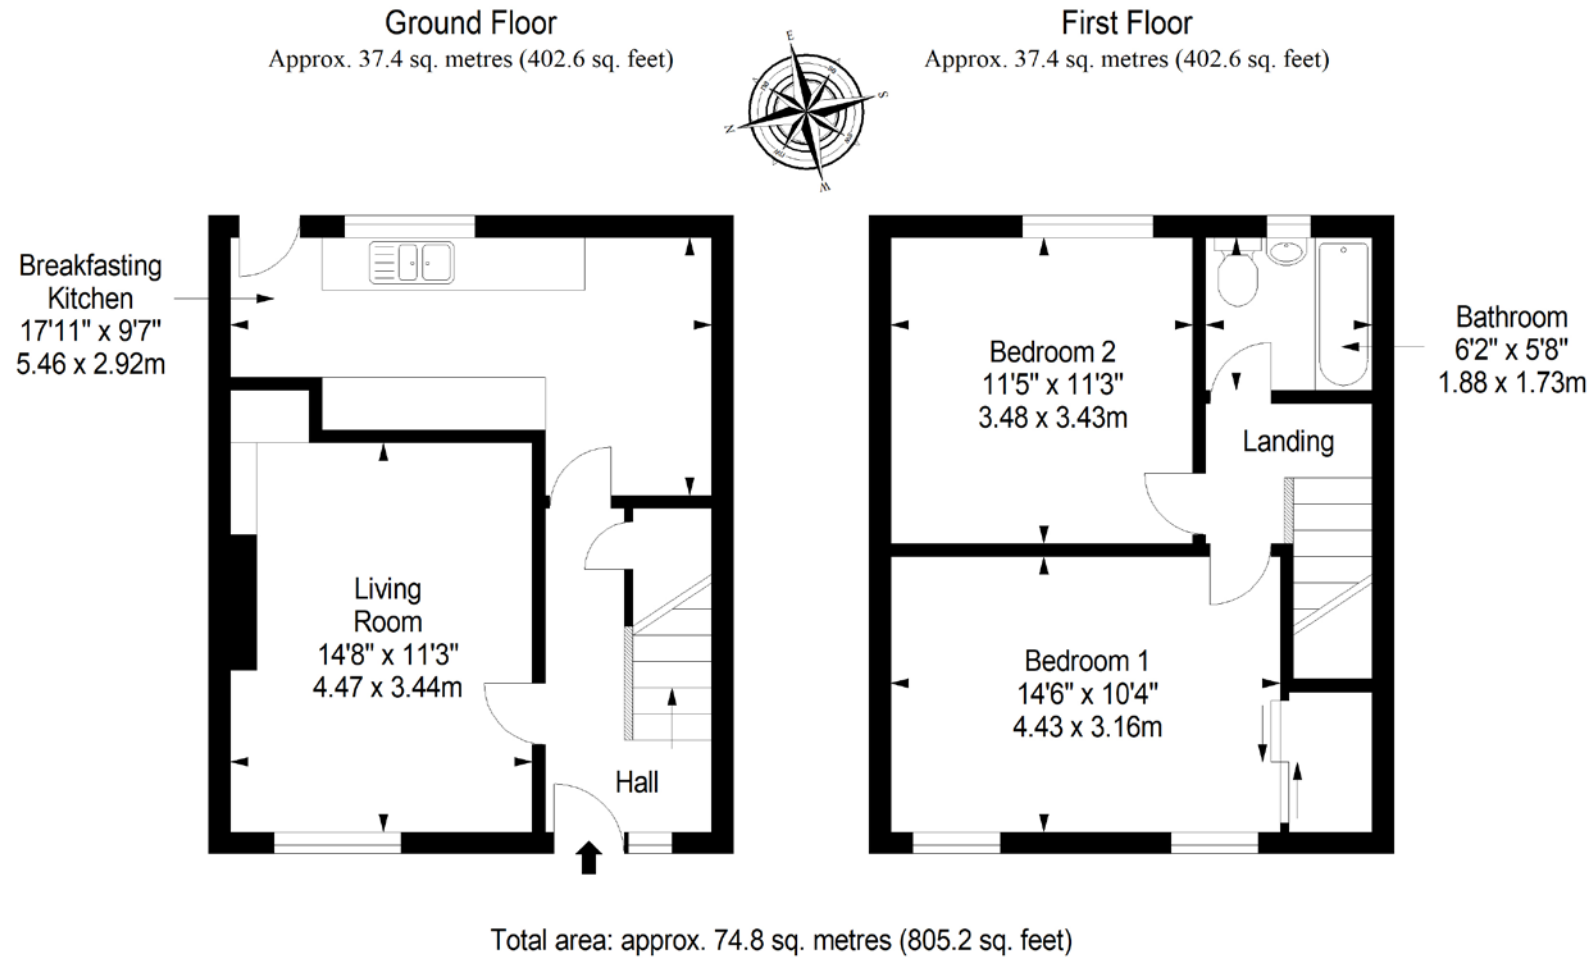 Ground Floor
Approx. 37.4 sq. metres (402.6 sq. feet)
First Floor
Approx. 37.4 sq. metres (402.6 sq. feet)
E
S
N
W
Breakfasting
Kitchen
17'11" x 9'7"
5.46 x 2.92m
Living
Room
14'8" x 11'3"
4.47 x 3.44m
Hall
Bedroom 2
11'5" x 11'3"
3.48 x 3.43m
Bathroom
6'2" x 5'8"
1.88 x 1.73m
Landing
Bedroom 1
14'6" x 10'4"
4.43 x 3.16m
Total area: approx. 74.8 sq. metres (805.2 sq. feet)